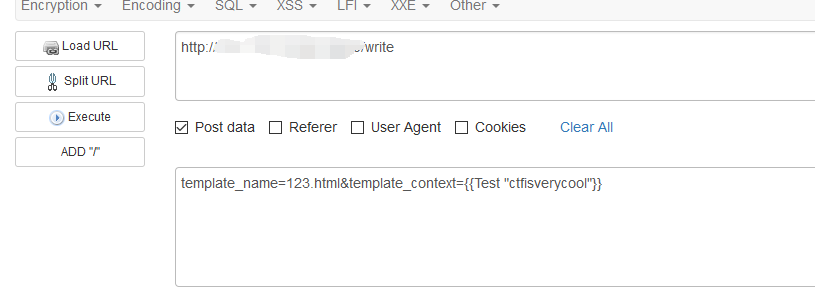 Encryption Encoding SQL XSS LFI XXE Other
Load URL
http:/
/write
Split URL
Execute
Post data Referer User Agent Cookies Clear All
ADD "/"
template_name=123.html&template_context={{Test "ctfisverycool"}}